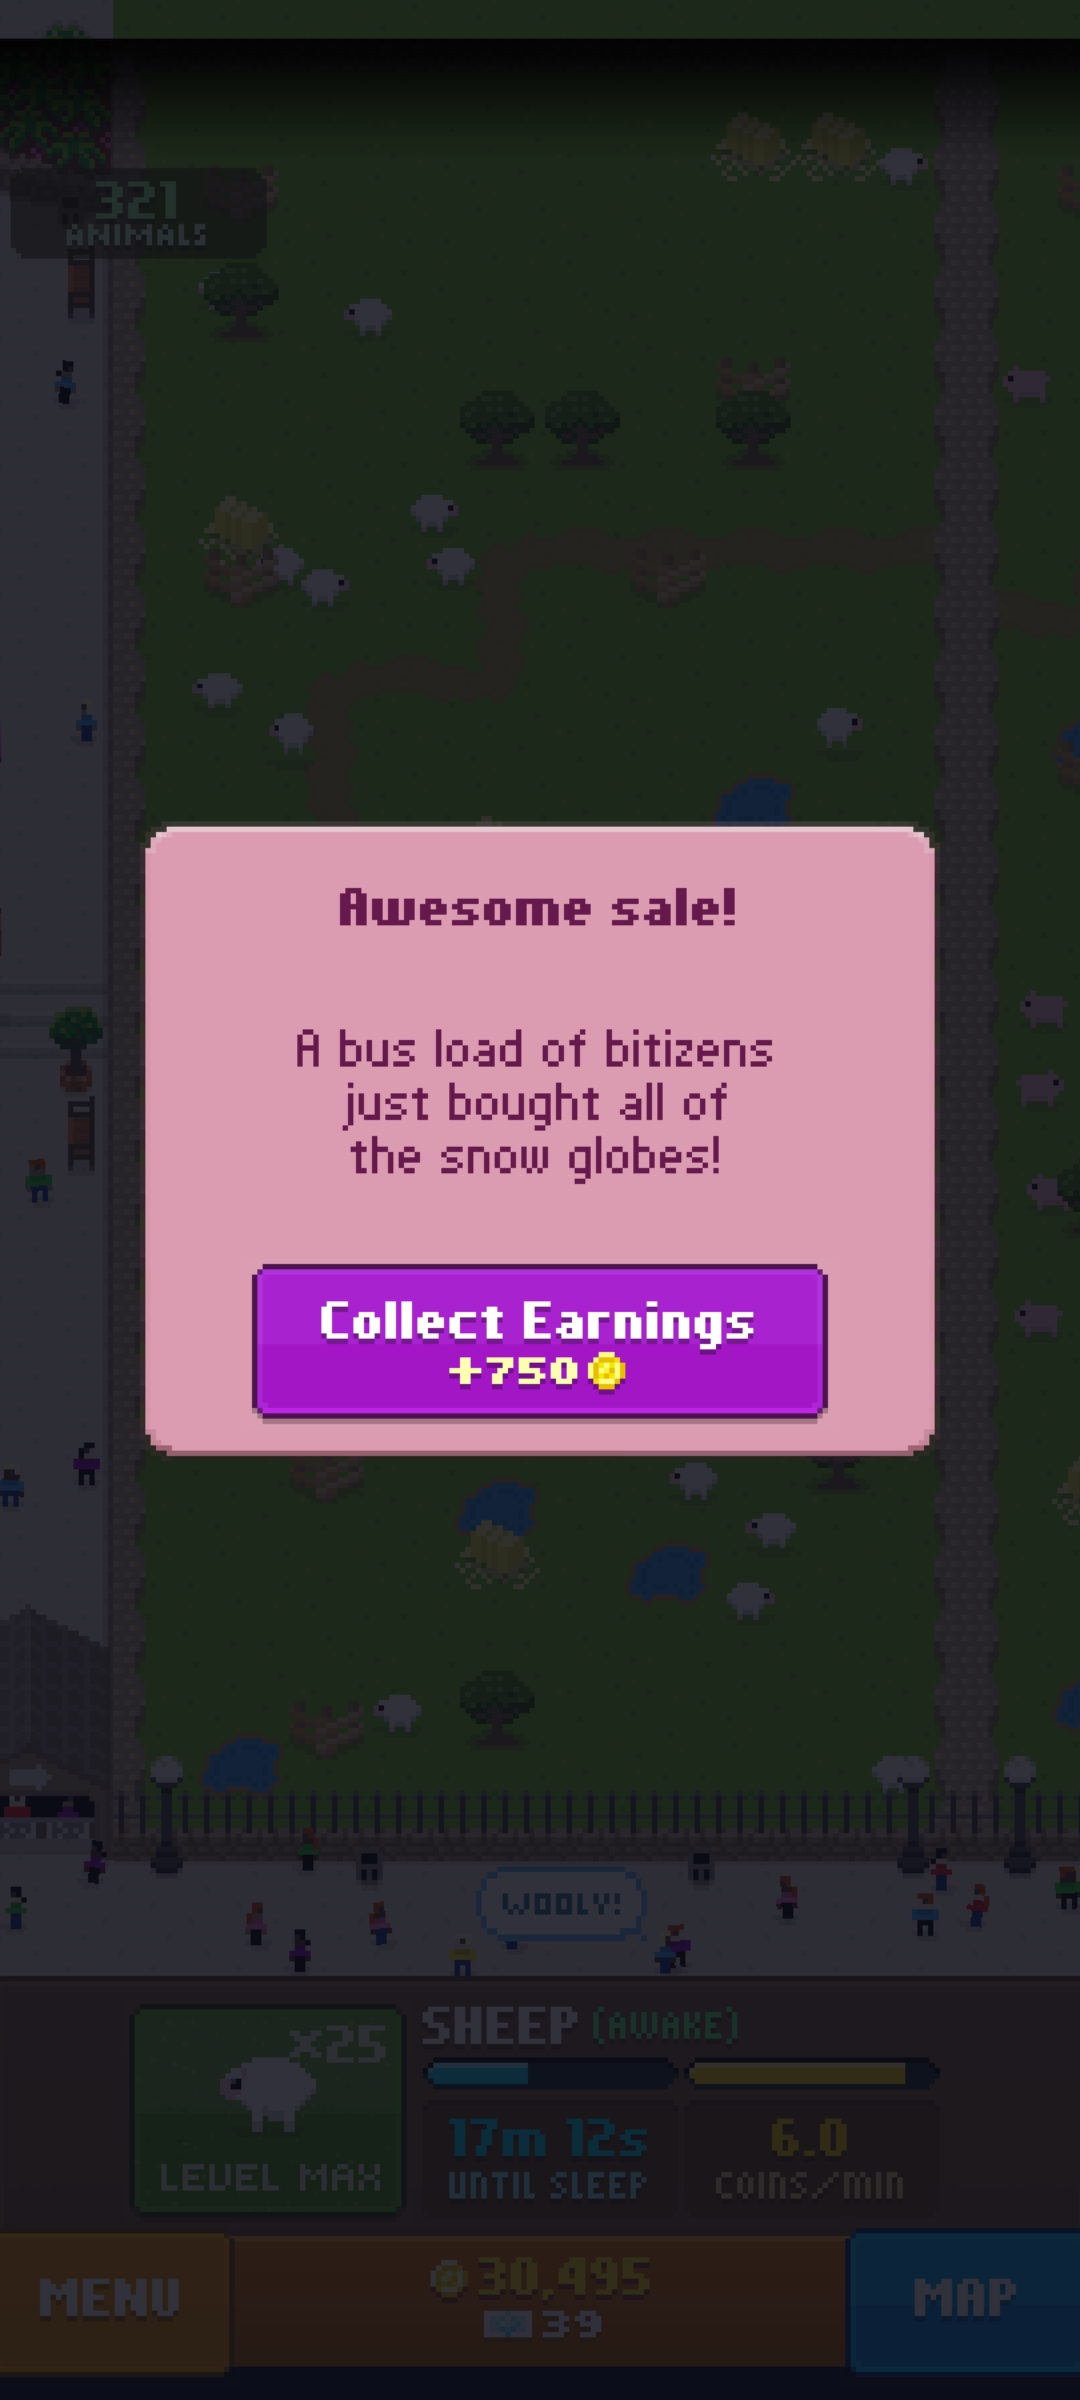 321
ANIMALS
Awesome sale!
A bus load of bitizens
just bought all of
the snow globes!
Collect Earnings
+750
WOOLY!
x25
LEVEL MAX
SHEEP (AWAKE)
17m 12s
UNTIL SLEEP
6.0
COINS/MIN
MENU
30,495
39
MAP